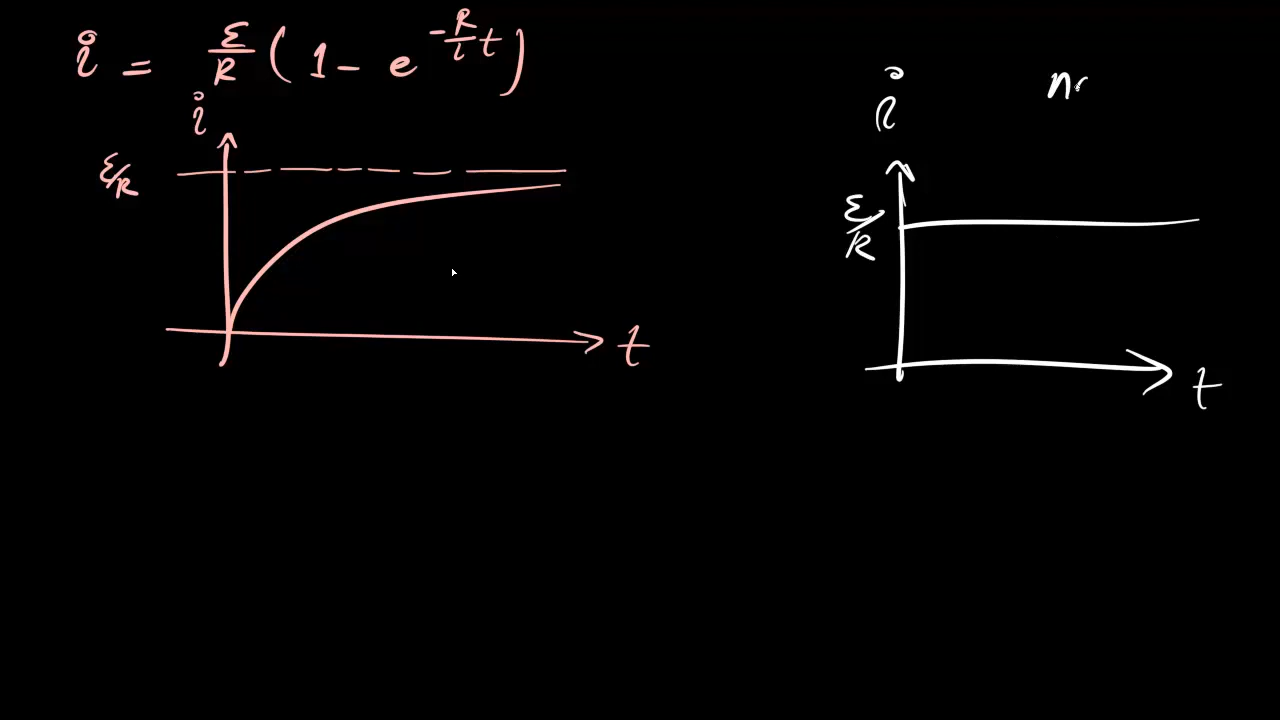 i = ε/R (1 - e^(-R/L t))
i
ε/R
t
i
n
ε/R
t